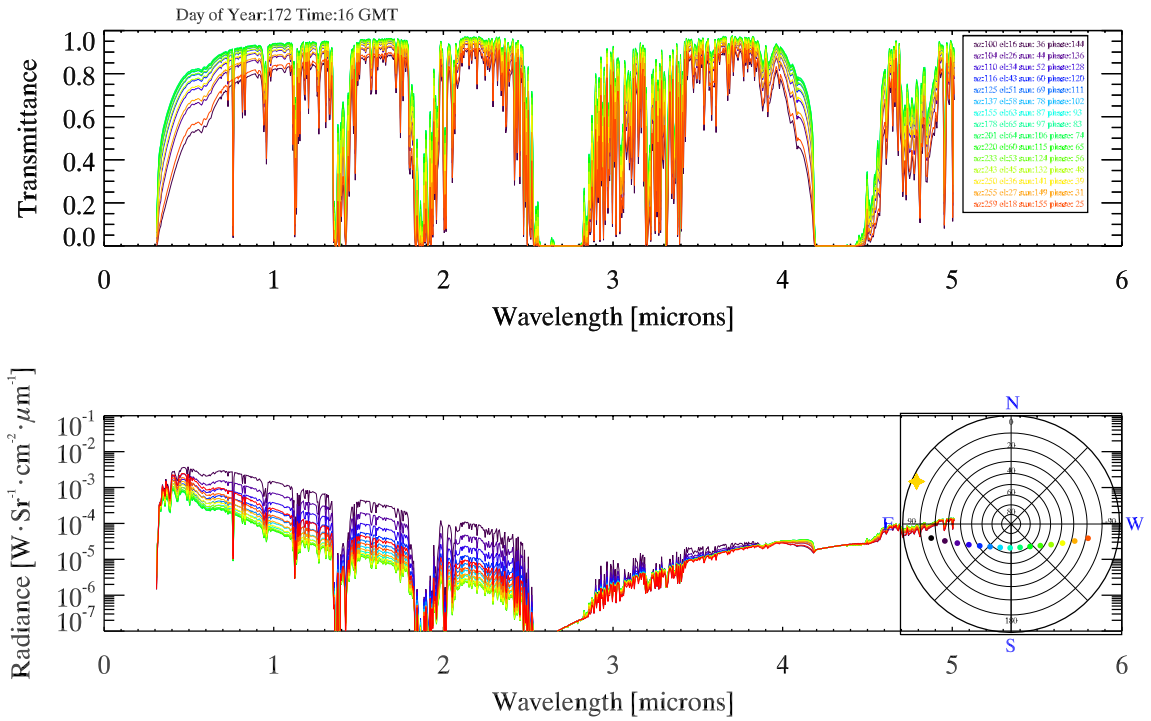 Day of Year:172 Time:16 GMT
Transmittance
1.0
0.8
0.6
0.4
0.2
0.0
az:100 el:16 sun: 36 phase:144
az:104 el:26 sun: 44 phase:136
az:110 el:34 sun: 52 phase:128
az:116 el:43 sun: 60 phase:120
az:125 el:51 sun: 69 phase:111
az:137 el:58 sun: 78 phase:102
az:155 el:63 sun: 87 phase: 93
az:178 el:65 sun: 97 phase: 83
az:201 el:64 sun:106 phase: 74
az:220 el:60 sun:115 phase: 65
az:233 el:53 sun:124 phase: 56
az:243 el:45 sun:132 phase: 48
az:250 el:36 sun:141 phase: 39
az:255 el:27 sun:149 phase: 31
az:259 el:18 sun:155 phase: 25
0 1 2 3 4 5 6
Wavelength [microns]
Radiance [W·Sr⁻¹·cm⁻²·μm⁻¹]
10⁻¹
10⁻²
10⁻³
10⁻⁴
10⁻⁵
10⁻⁶
10⁻⁷
N
0
20
40
60
80
E
90
90
W
180
S
0 1 2 3 4 5 6
Wavelength [microns]